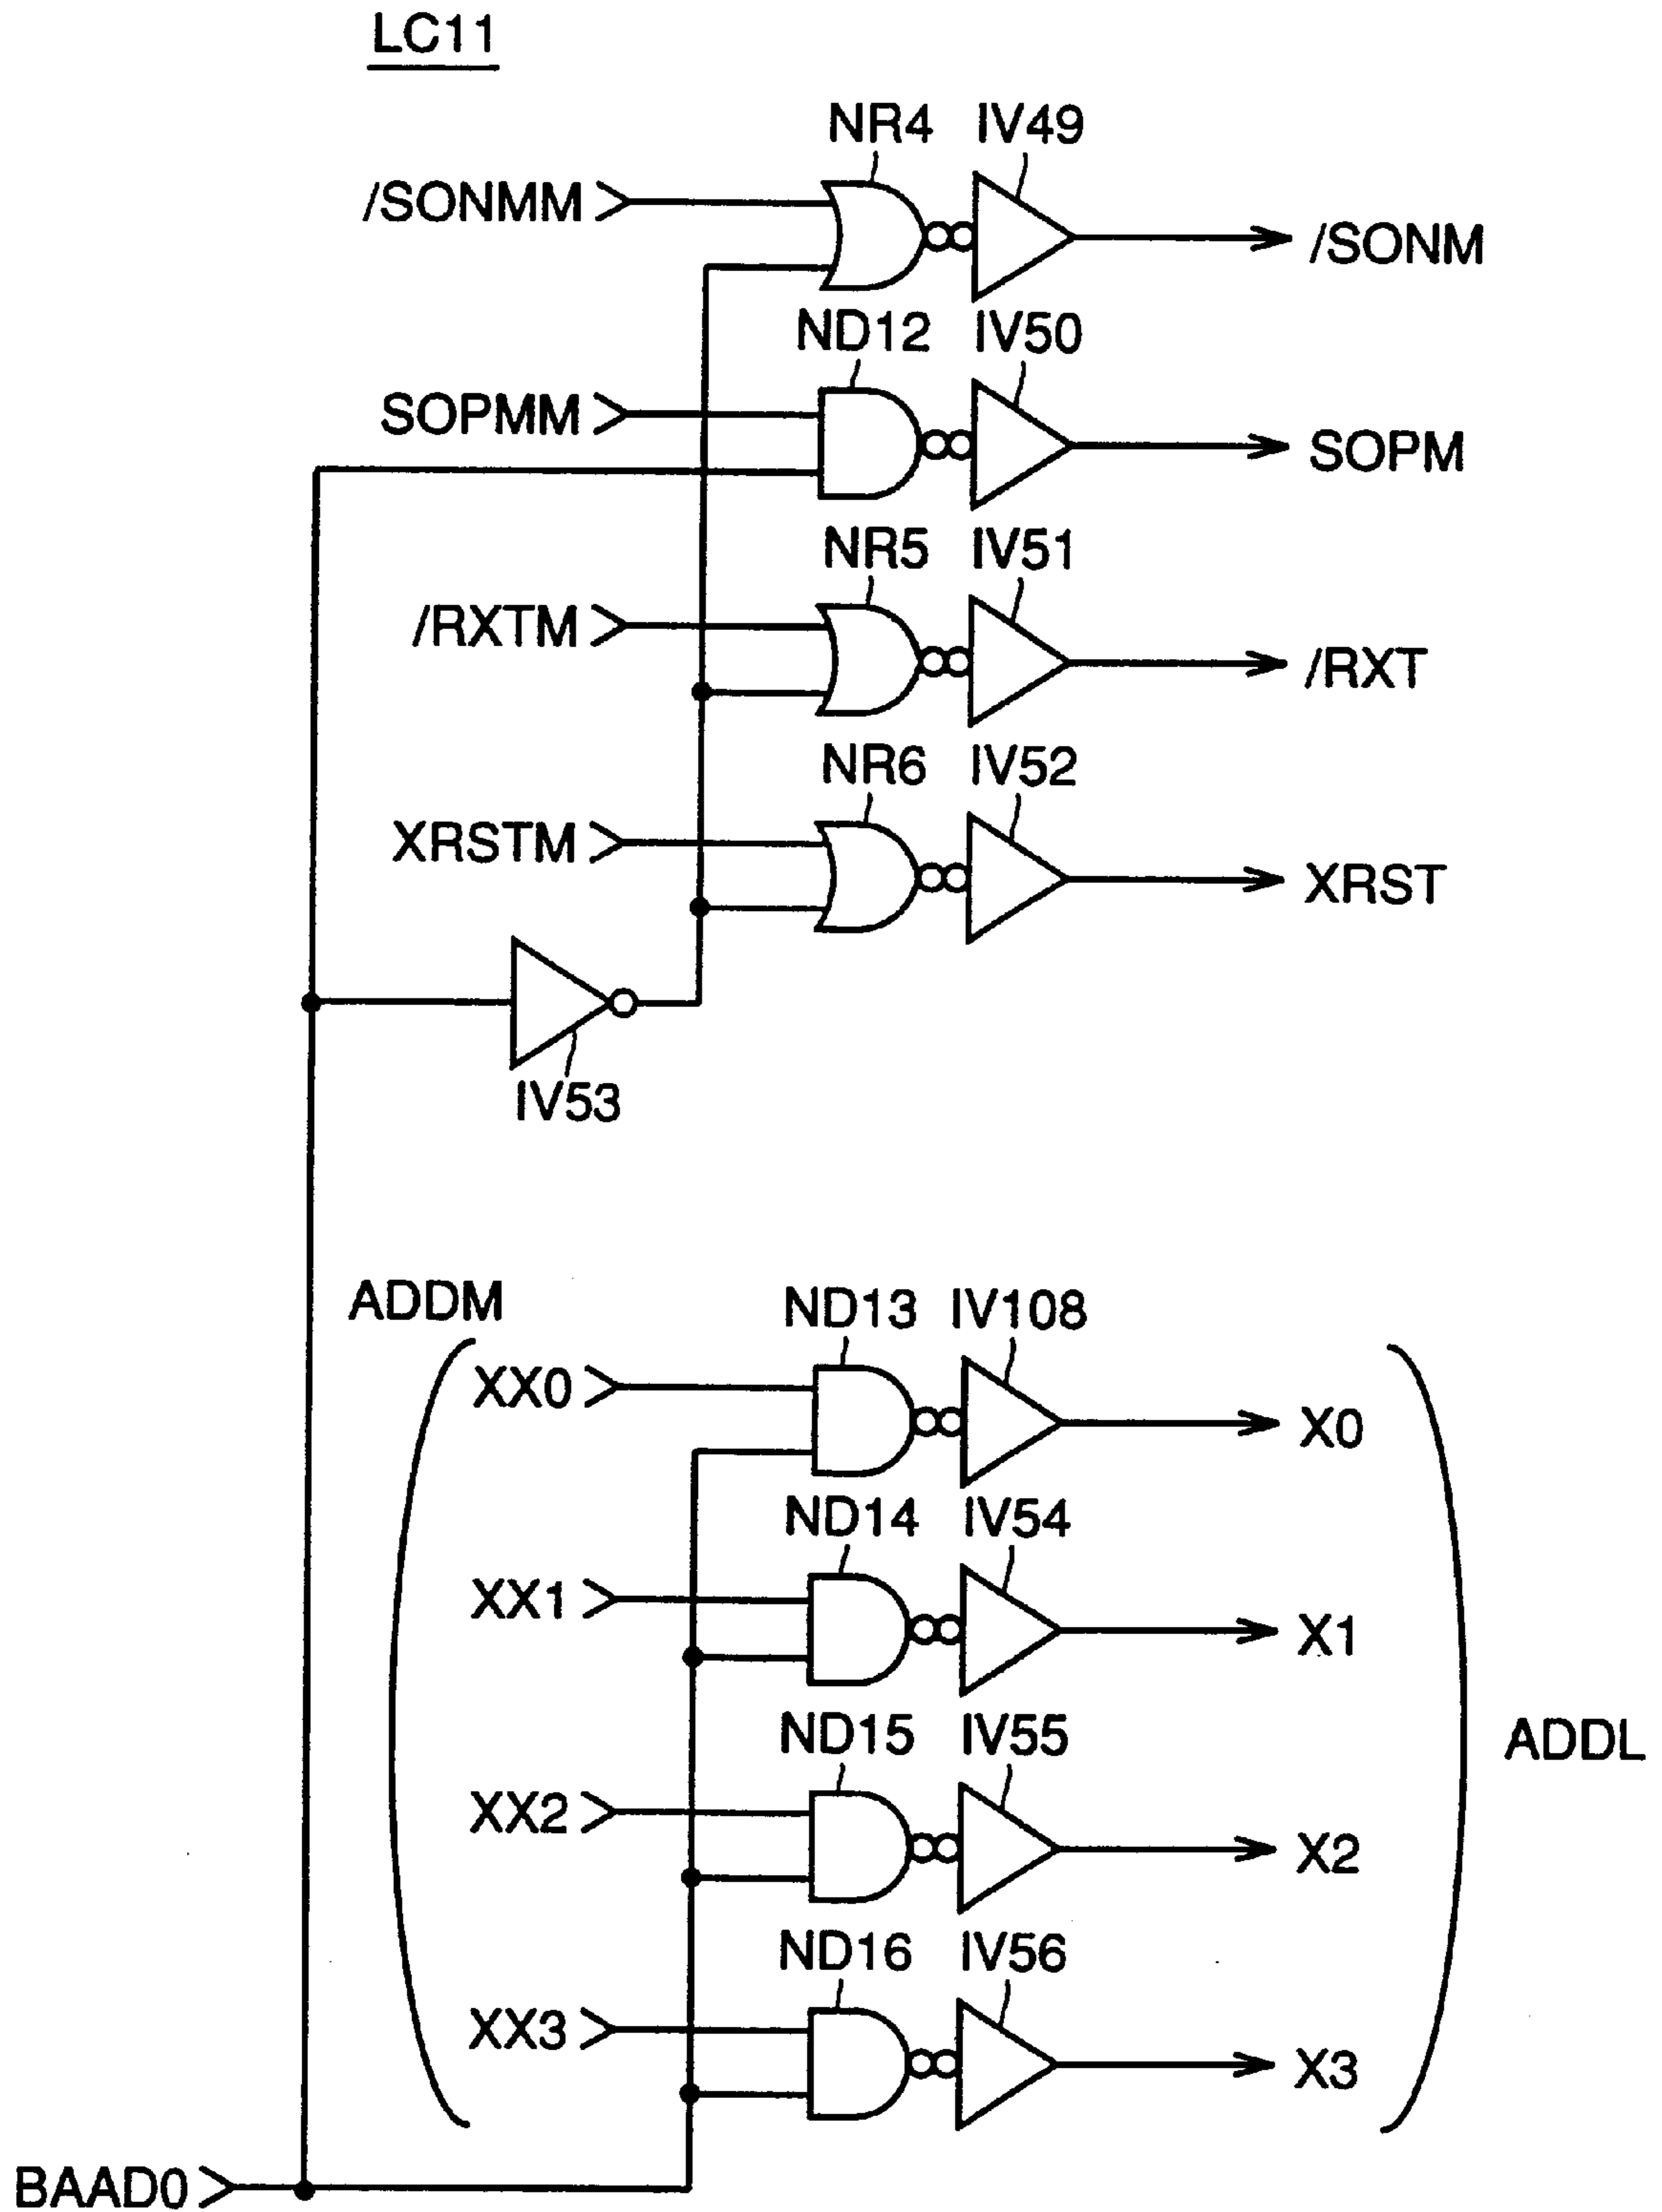 LC11
NR4 IV49
/SONMM /SONM
ND12 IV50
SOPMM SOPM
NR5 IV51
/RXTM /RXT
NR6 IV52
XRSTM XRST
IV53
ADDM ND13 IV108
XX0 X0
ND14 IV54
XX1 X1
ND15 IV55
ADDL
XX2 X2
ND16 IV56
XX3 X3
BAAD0